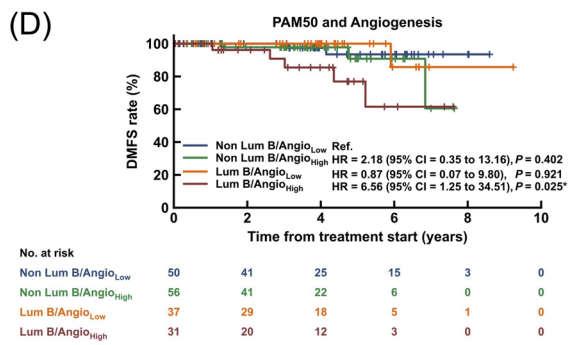 (D)
PAM50 and Angiogenesis
DMFS rate (%)
100
80
60
40
20
0
Non Lum B/AngioLow Ref.
Non Lum B/AngioHigh HR = 2.18 (95% CI = 0.35 to 13.16), P = 0.402
Lum B/AngioLow HR = 0.87 (95% CI = 0.07 to 9.80), P = 0.921
Lum B/AngioHigh HR = 6.56 (95% CI = 1.25 to 34.51), P = 0.025*
0 2 4 6 8 10
Time from treatment start (years)
No. at risk
Non Lum B/AngioLow 50 41 25 15 3 0
Non Lum B/AngioHigh 56 41 22 6 0 0
Lum B/AngioLow 37 29 18 5 1 0
Lum B/AngioHigh 31 20 12 3 0 0